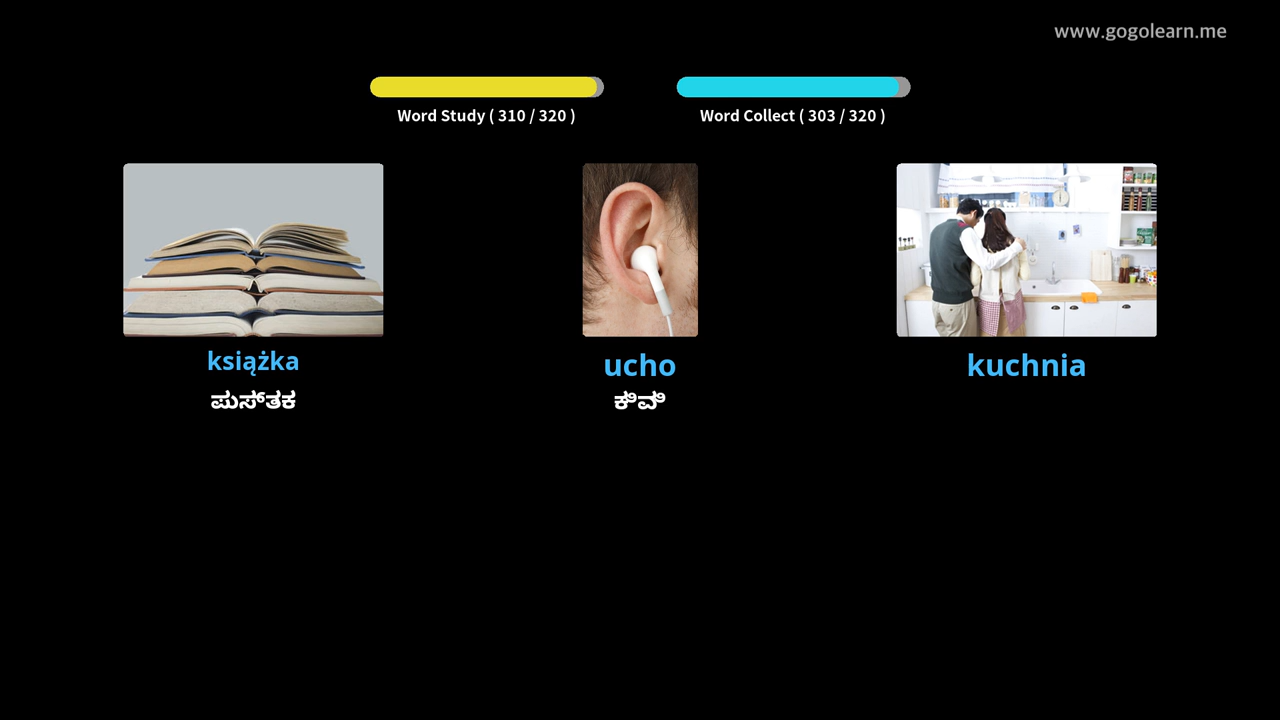 www.gogolearn.me
Word Study ( 310 / 320 )
Word Collect ( 303 / 320 )
książka
ucho
kuchnia
ಪುಸ್ತಕ
ಕಿವಿ